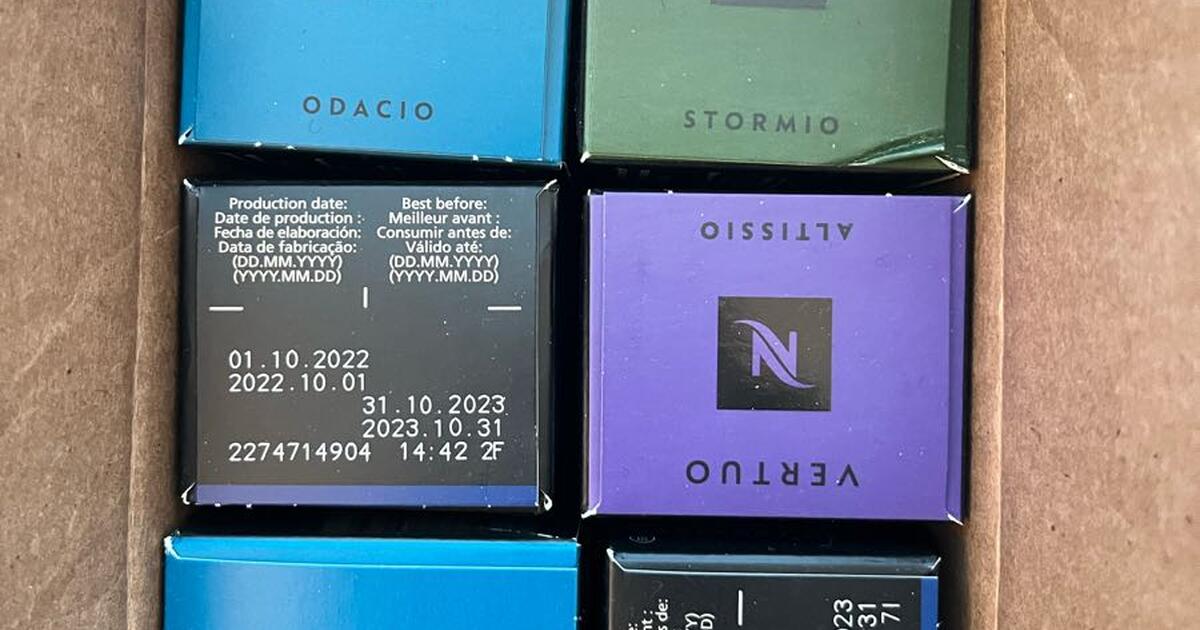 ODACIO
STORMIO
Production date:
Date de production :
Fecha de elaboración:
Data de fabricação:
(DD.MM.YYYY)
(YYYY.MM.DD)
Best before:
Meilleur avant :
Consumir antes de:
Válido até:
(DD.MM.YYYY)
(YYYY.MM.DD)
01.10.2022
2022.10.01
31.10.2023
2023.10.31
2274714904 14:42 2F
ALTISSIO
N
VERTUO